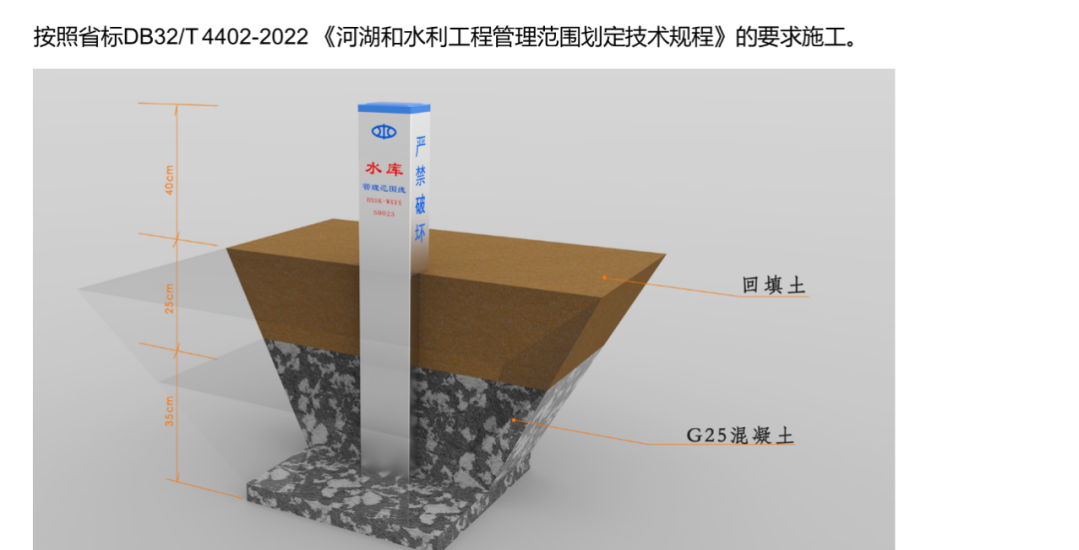 按照省标DB32/T 4402-2022 《河湖和水利工程管理范围划定技术规程》的要求施工。
40cm
25cm
35cm
水库
管理范围线
严禁破坏
回填土
G25混凝土